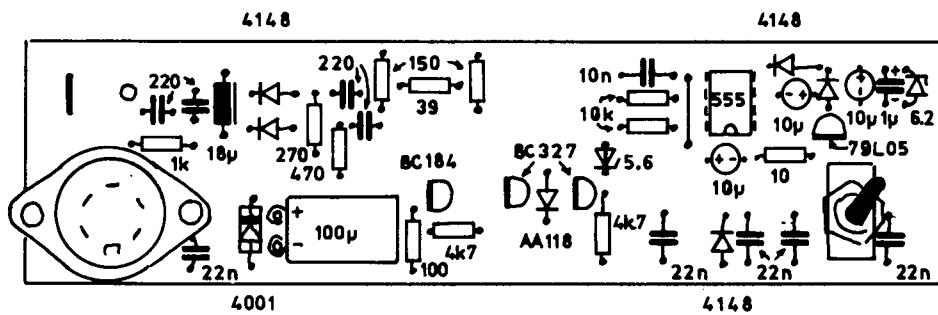 4148 4148
220 220 150 10n 555
39 10k 10µ 10µ 1µ 6.2
18µ 270 79L05
1k 470 BC184 BC327 5.6 10µ 10
+
- 100µ 4k7 AA118 4k7
22n 100 22n 22n 22n
4001 4148